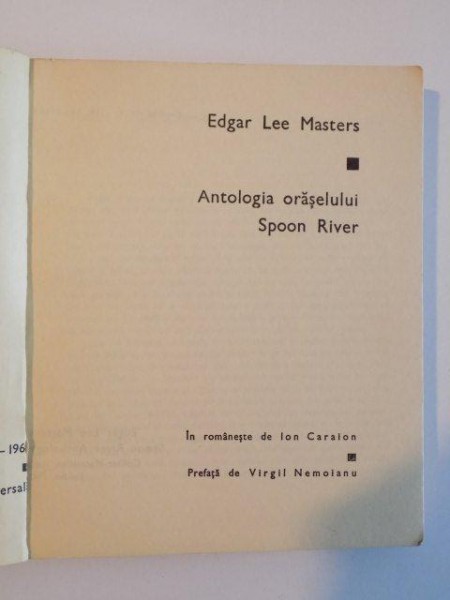 Edgar Lee Masters
Antologia orășelului
Spoon River
În românește de Ion Caraion
Prefață de Virgil Nemoianu